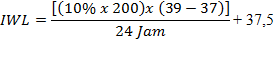 IWL = [(10% x 200)x (39 – 37)] / 24 Jam + 37,5